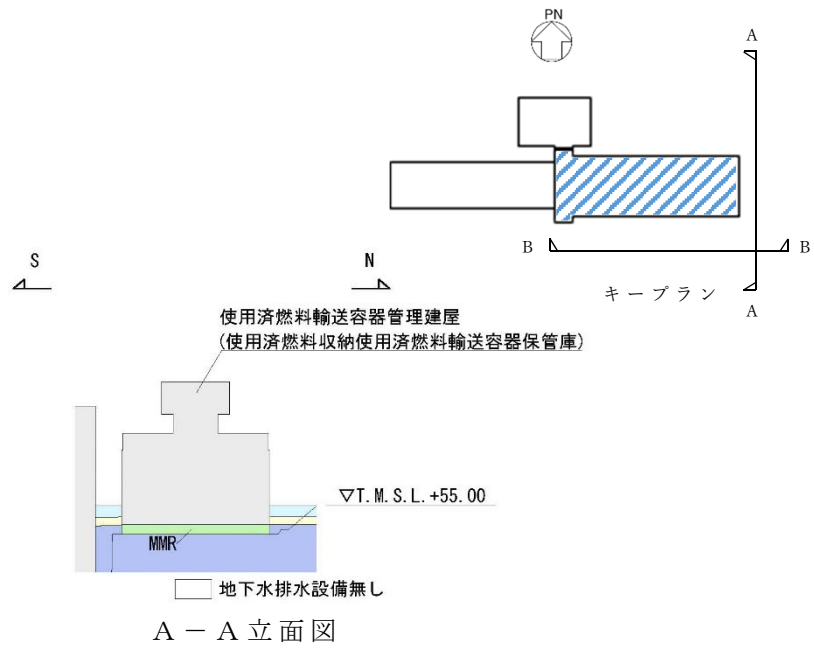 PN
A
B
B
キープラン
A
S
N
使用済燃料輸送容器管理建屋
(使用済燃料収納使用済燃料輸送容器保管庫)
▽T.M.S.L.+55.00
MMR
地下水排水設備無し
A－A立面図